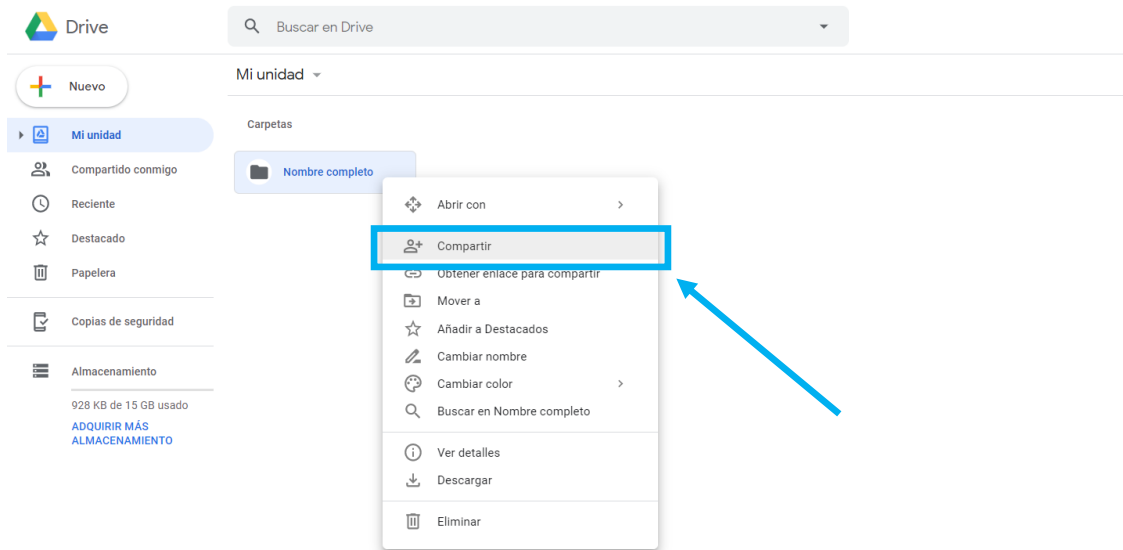 Drive
Buscar en Drive
Nuevo
Mi unidad
Compartido conmigo
Reciente
Destacado
Papelera
Copias de seguridad
Almacenamiento
928 KB de 15 GB usado
ADQUIRIR MÁS
ALMACENAMIENTO
Mi unidad
Carpetas
Nombre completo
Abrir con
Compartir
Obtener enlace para compartir
Mover a
Añadir a Destacados
Cambiar nombre
Cambiar color
Buscar en Nombre completo
Ver detalles
Descargar
Eliminar